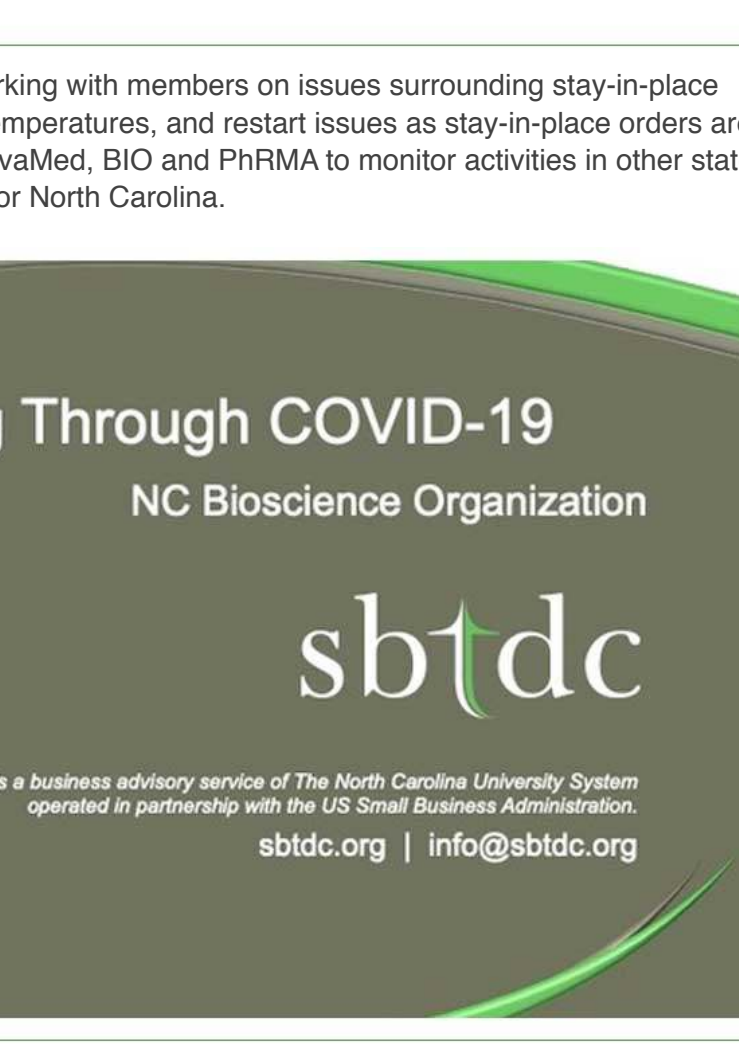 rking with members on issues surrounding stay-in-place
emperatures, and restart issues as stay-in-place orders are
vaMed, BIO and PhRMA to monitor activities in other stat
or North Carolina.
g Through COVID-19
NC Bioscience Organization
sbtdc
s a business advisory service of The North Carolina University System
operated in partnership with the US Small Business Administration.
sbtdc.org | info@sbtdc.org